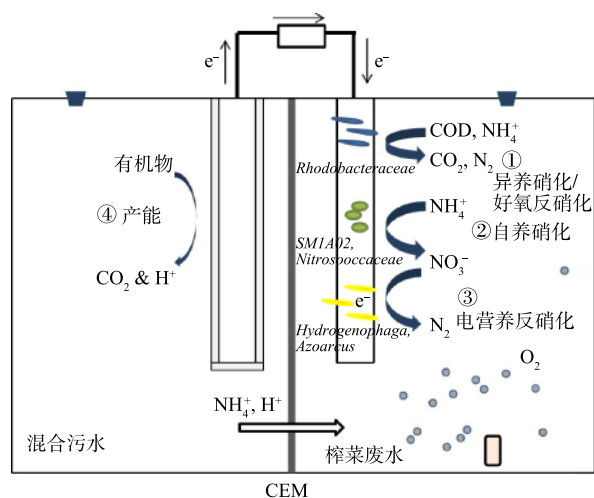 e⁻
e⁻
有机物
④ 产能
CO₂ & H⁺
Rhodobacteraceae
COD, NH₄⁺
CO₂, N₂ ①
异养硝化/
好氧反硝化
NH₄⁺
② 自养硝化
SM1A02,
Nitrospoccaceae
NO₃⁻
e⁻
③
Hydrogenophaga,
Azoarcus
N₂ 电营养反硝化
O₂
NH₄⁺, H⁺
混合污水
榨菜废水
CEM